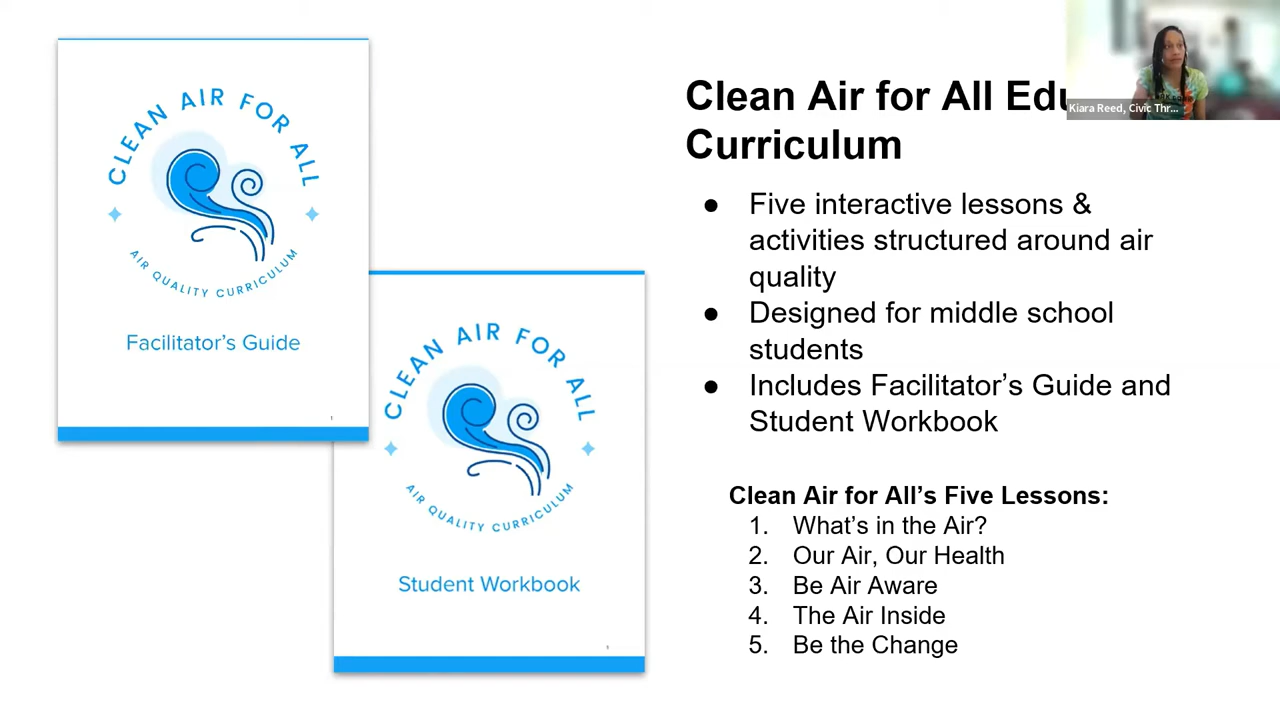 CLEAN AIR FOR ALL
AIR QUALITY CURRICULUM
Facilitator's Guide
1
CLEAN AIR FOR ALL
AIR QUALITY CURRICULUM
Student Workbook
Clean Air for All Edu
Curriculum
● Five interactive lessons &
activities structured around air
quality
● Designed for middle school
students
● Includes Facilitator's Guide and
Student Workbook
Clean Air for All's Five Lessons:
1. What's in the Air?
2. Our Air, Our Health
3. Be Air Aware
4. The Air Inside
5. Be the Change
Kiara Reed, Civic Thr...